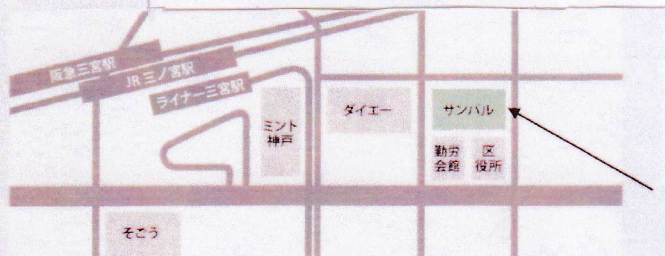 阪急三宮駅
JR三ノ宮駅
ライナー三宮駅
ミント
神戸
ダイエー
サンパル
勤労
会館
区
役所
そごう